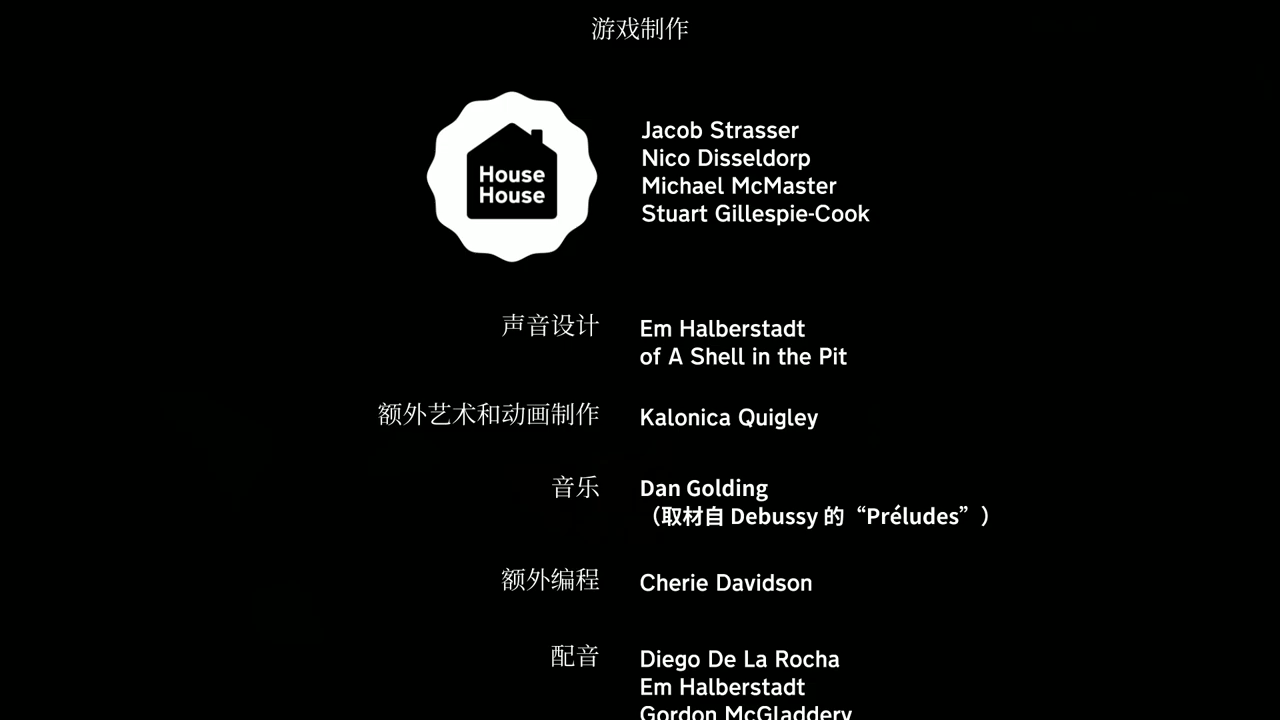 游戏制作
House
House
Jacob Strasser
Nico Disseldorp
Michael McMaster
Stuart Gillespie-Cook
声音设计
Em Halberstadt
of A Shell in the Pit
额外艺术和动画制作
Kalonica Quigley
音乐
Dan Golding
（取材自 Debussy 的“Préludes”）
额外编程
Cherie Davidson
配音
Diego De La Rocha
Em Halberstadt
Gordon McGladdery